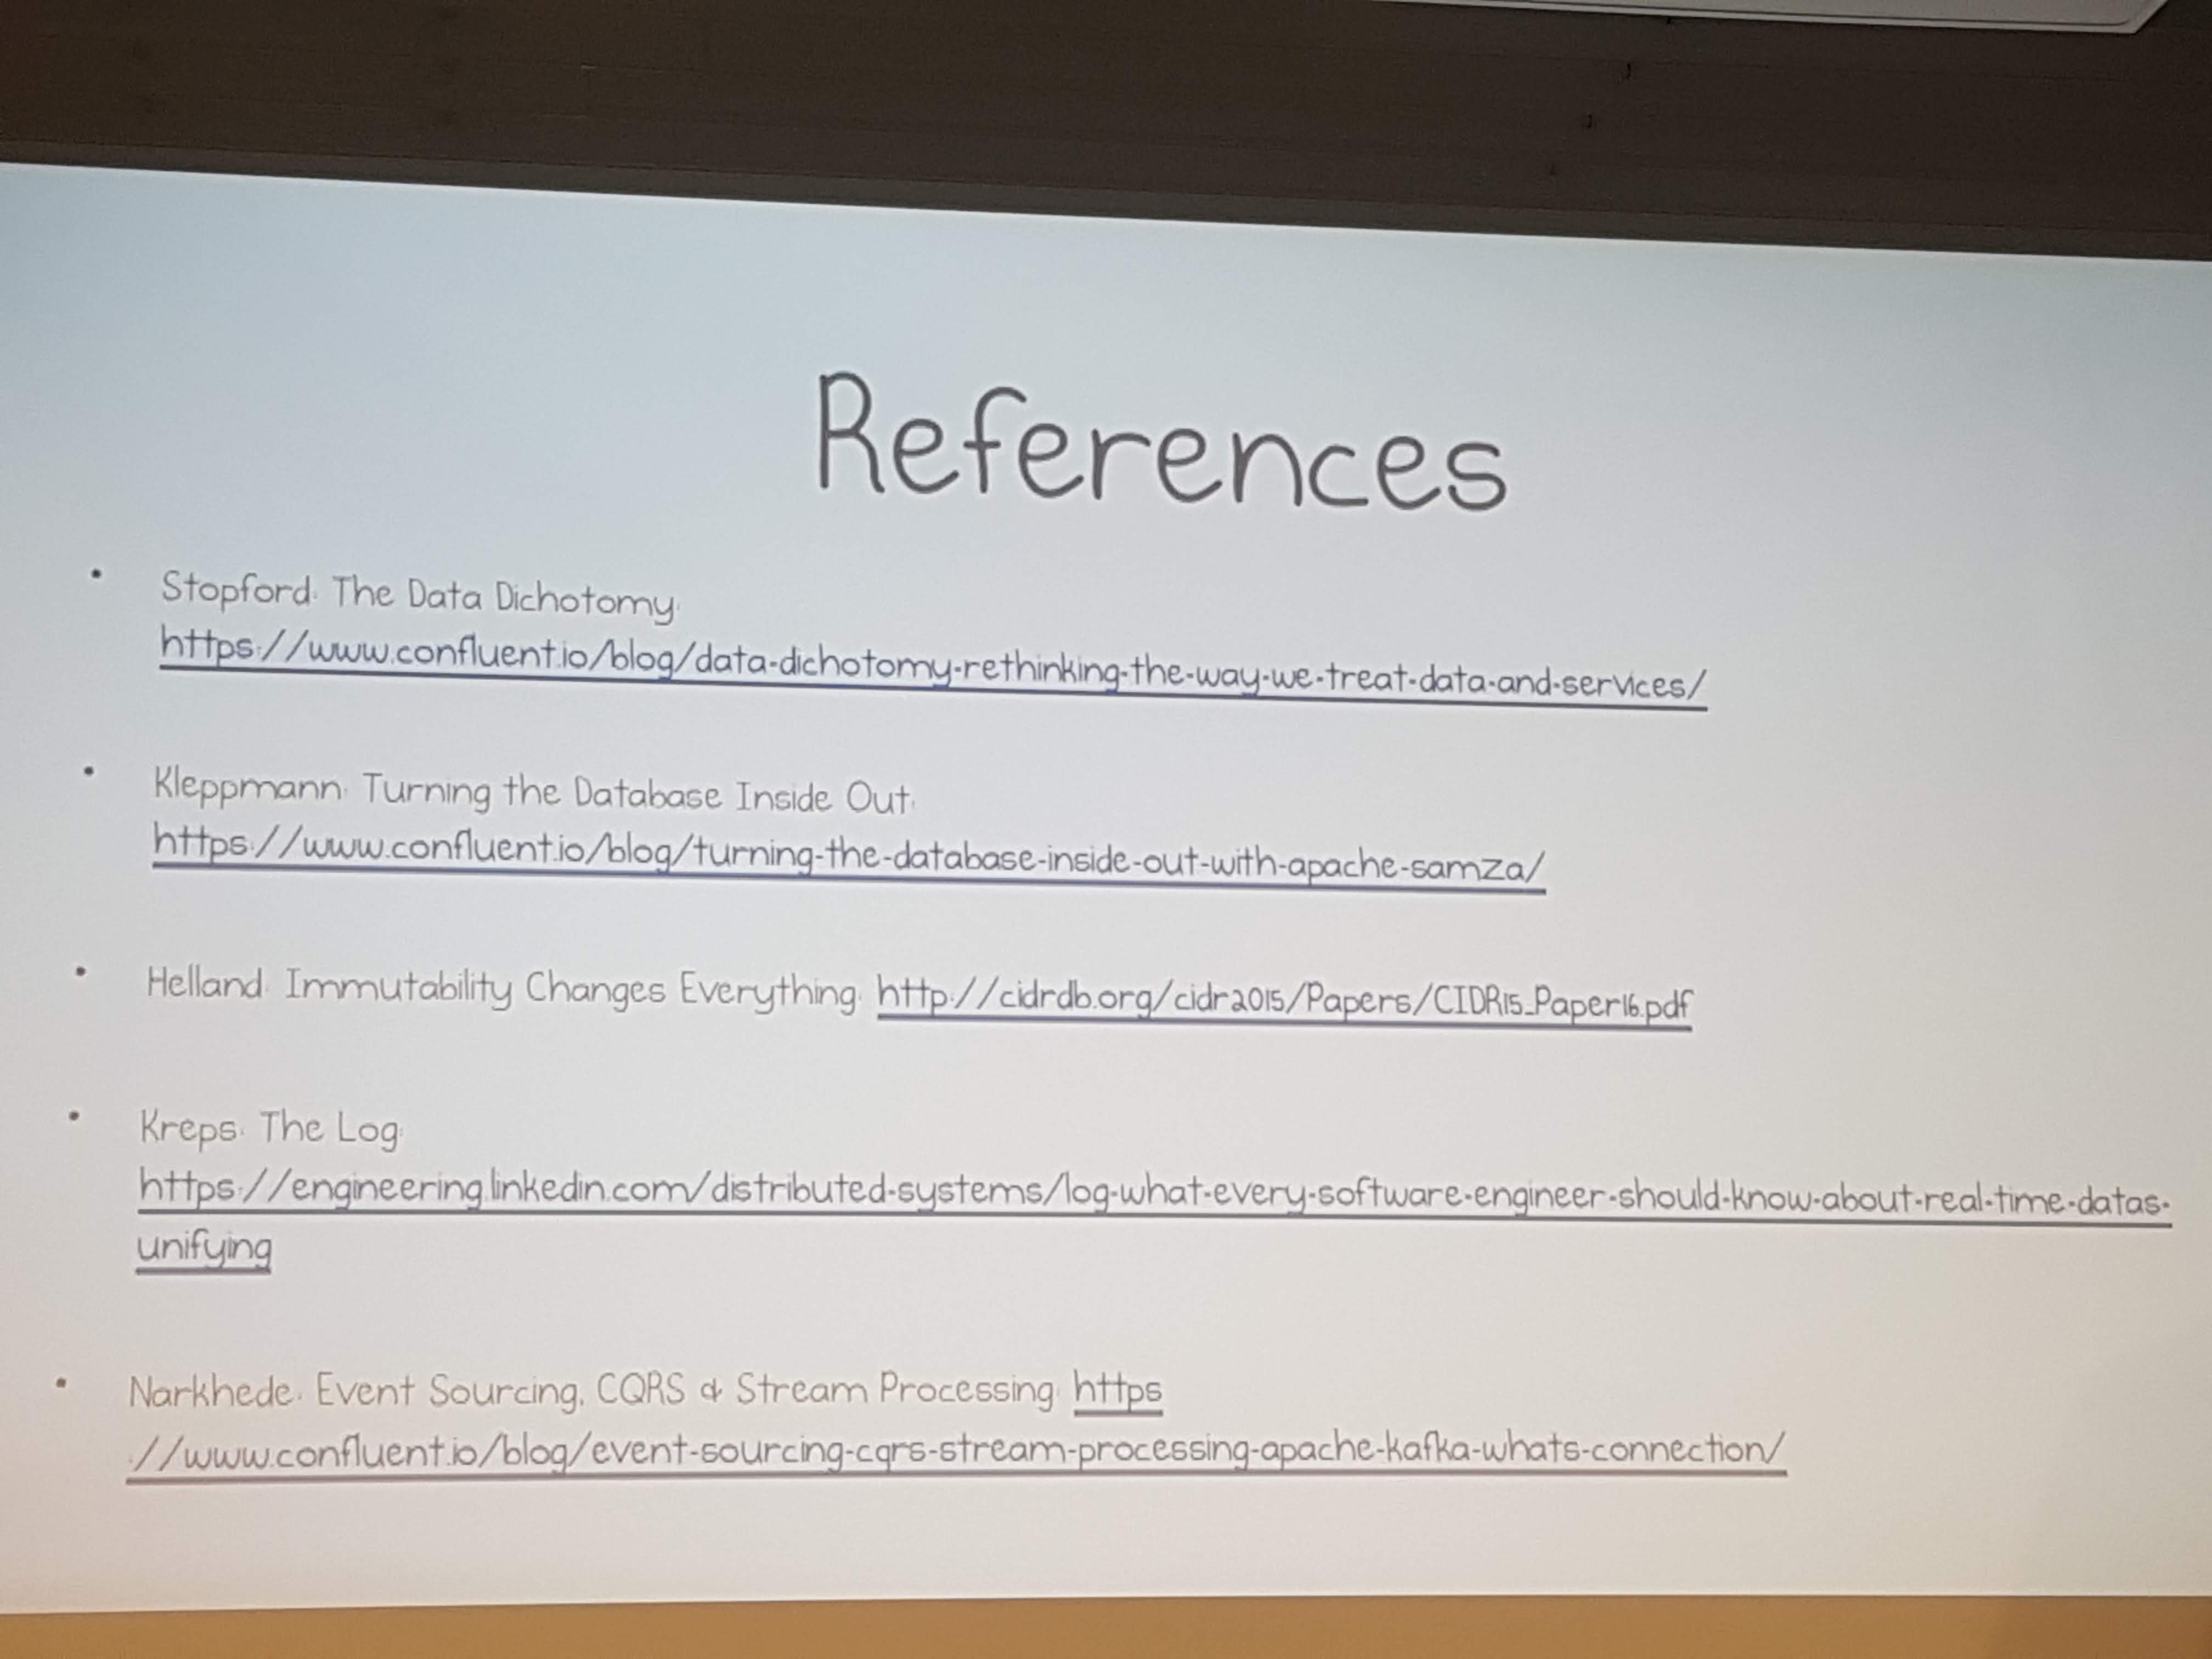 References
• Stopford. The Data Dichotomy.
https://www.confluent.io/blog/data-dichotomy-rethinking-the-way-we-treat-data-and-services/
• Kleppmann. Turning the Database Inside Out.
https://www.confluent.io/blog/turning-the-database-inside-out-with-apache-samza/
• Helland. Immutability Changes Everything. http://cidrdb.org/cidr2015/Papers/CIDR15_Paper16.pdf
• Kreps. The Log.
https://engineering.linkedin.com/distributed-systems/log-what-every-software-engineer-should-know-about-real-time-datas-
unifying
• Narkhede. Event Sourcing, CQRS & Stream Processing. https
://www.confluent.io/blog/event-sourcing-cqrs-stream-processing-apache-kafka-whats-connection/